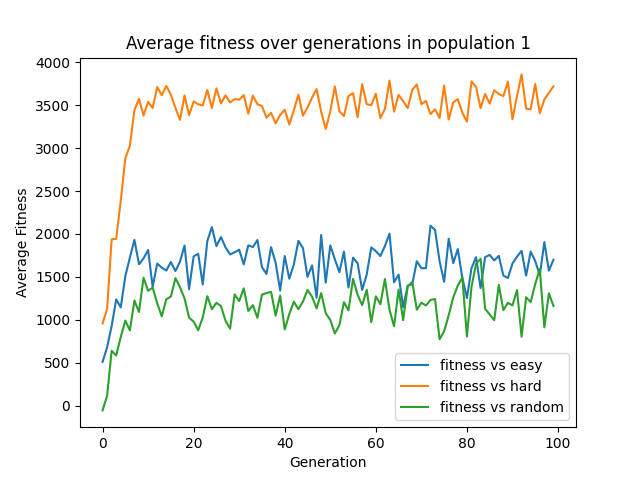 Average fitness over generations in population 1
Average Fitness
4000
3500
3000
2500
2000
1500
1000
500
0
0 20 40 60 80 100
Generation
fitness vs easy
fitness vs hard
fitness vs random